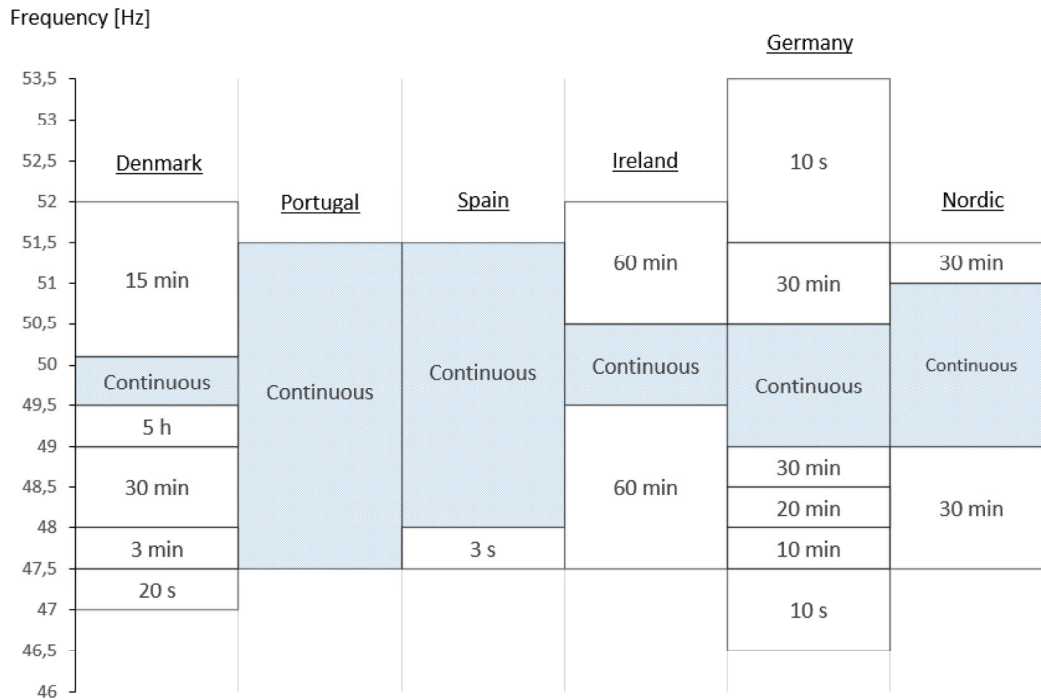 Frequency [Hz]
Germany
53,5
53
52,5
52
51,5
51
50,5
50
49,5
49
48,5
48
47,5
47
46,5
46
Denmark
15 min
Continuous
5 h
30 min
3 min
20 s
Portugal
Continuous
Spain
Continuous
3 s
Ireland
60 min
Continuous
60 min
10 s
30 min
Continuous
30 min
20 min
10 min
10 s
Nordic
30 min
Continuous
30 min